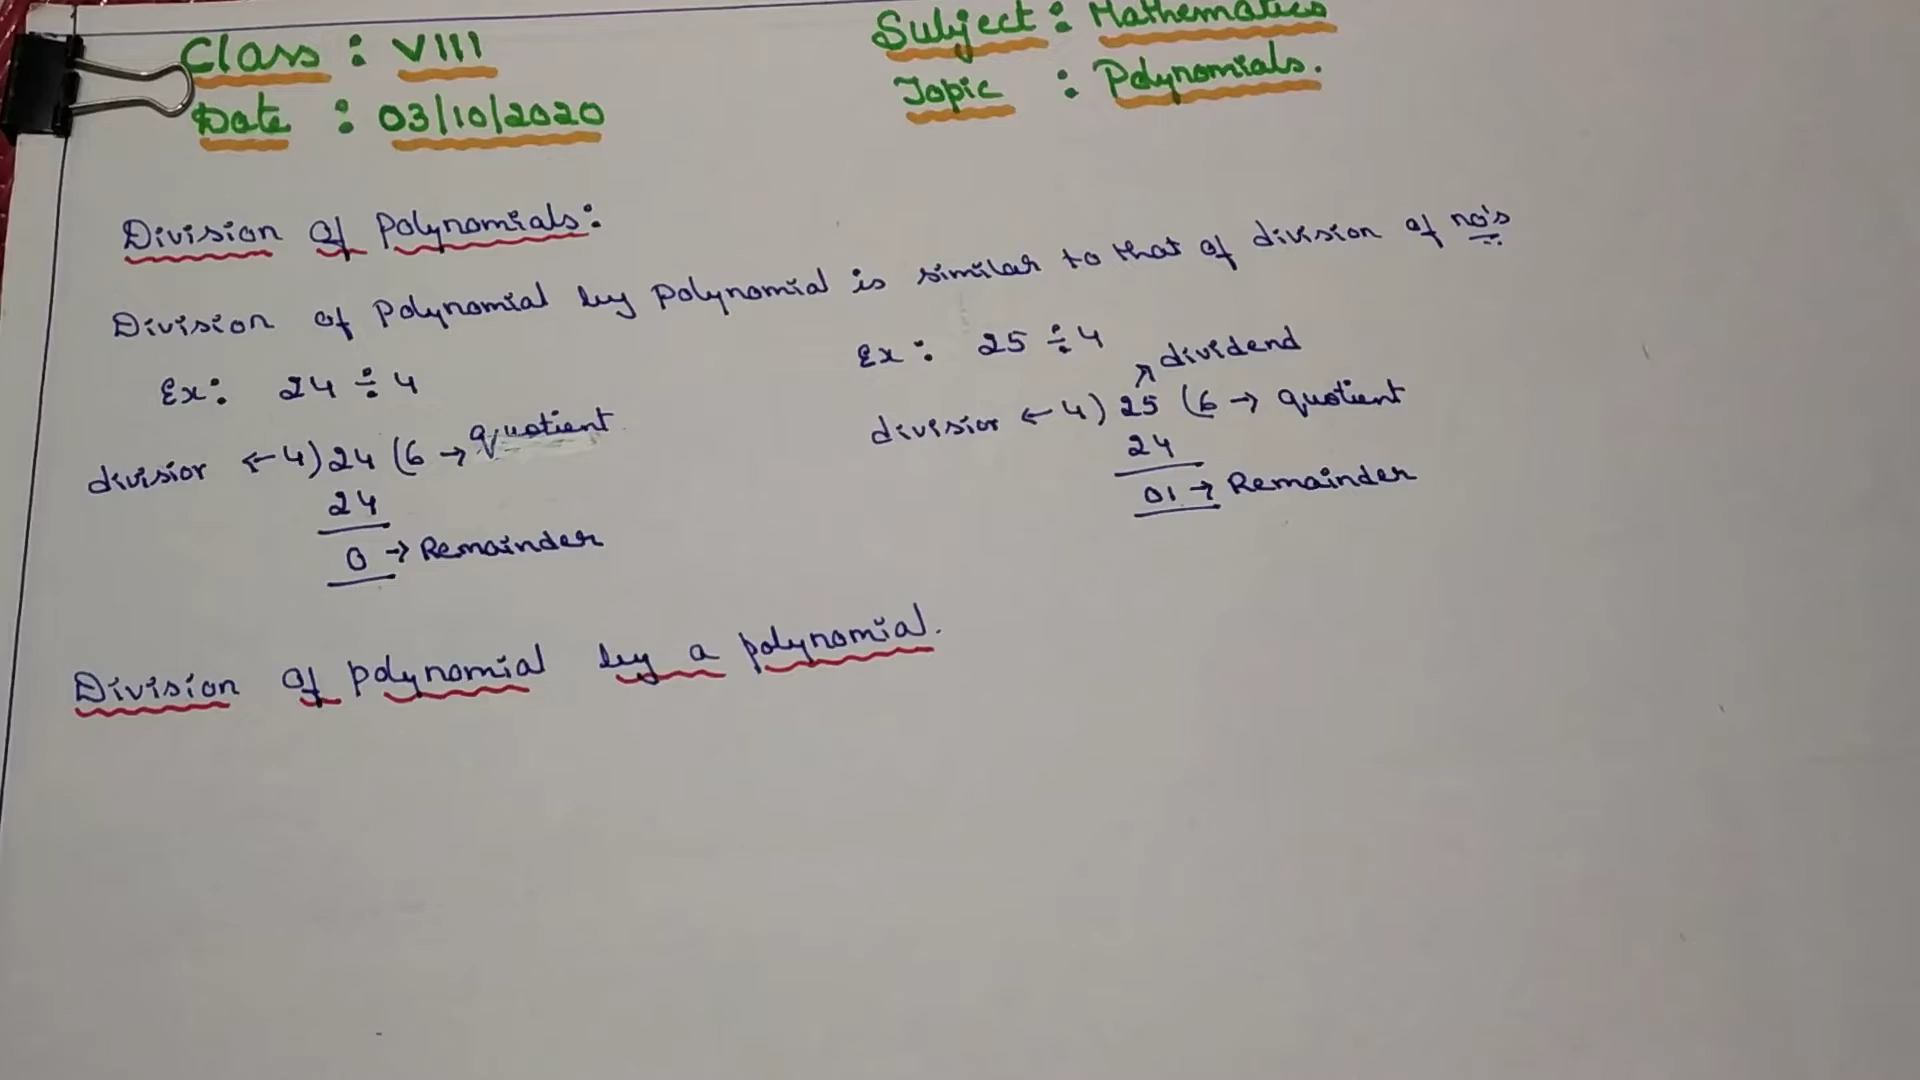 Class : VIII
Subject : Mathematics
Date : 03/10/2020
Topic : Polynomials.
Division of Polynomials:
Division of Polynomial by Polynomial is similar to that of division of no's
Ex: 24 ÷ 4
division ← 4) 24 (6 → quotient
24
0 → Remainder
Ex: 25 ÷ 4
↗ dividend
division ← 4) 25 (6 → quotient
24
01 → Remainder
Division of polynomial by a polynomial.